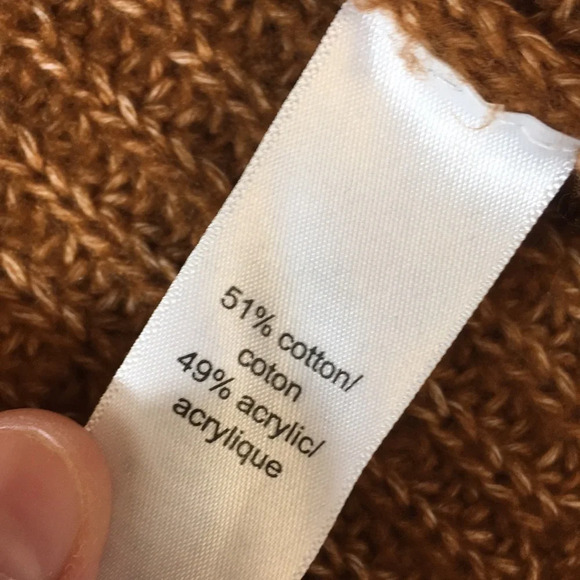 51% cotton/
coton
49% acrylic/
acrylique